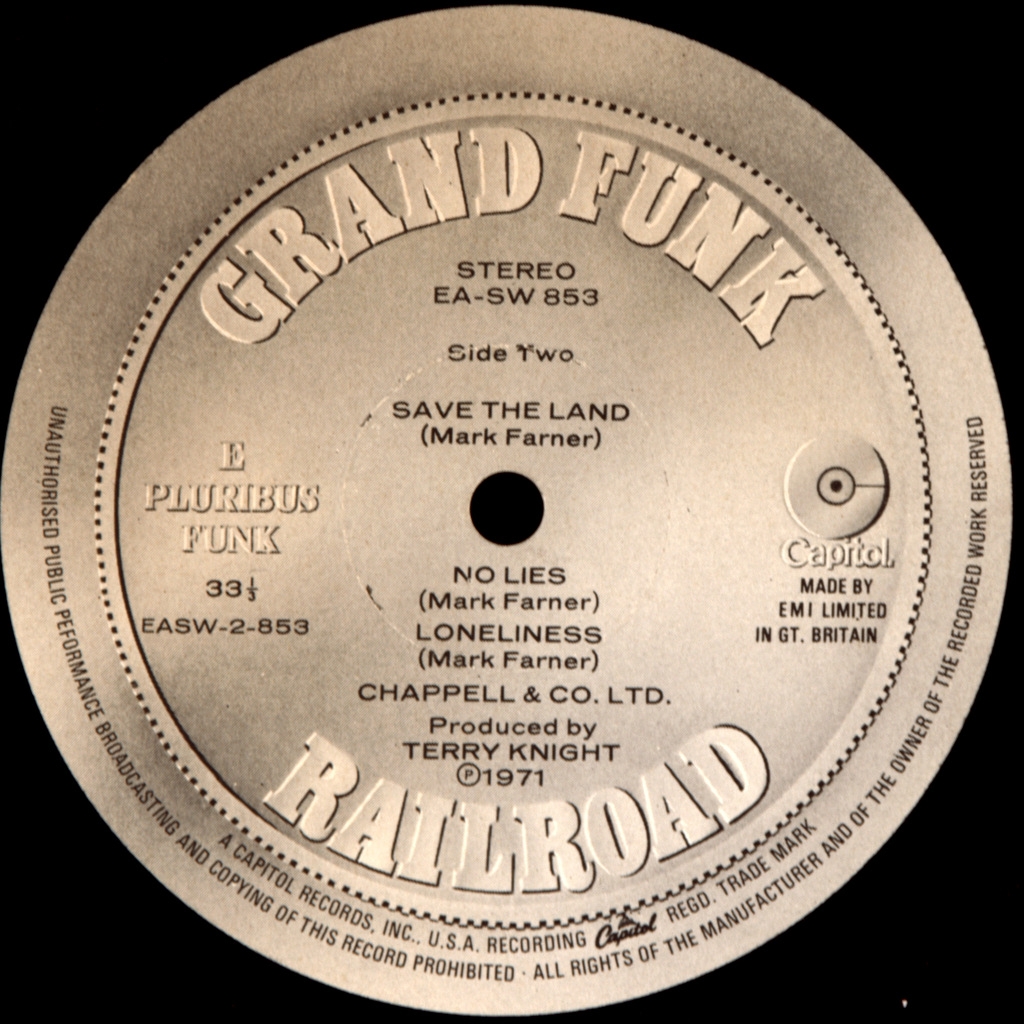 GRAND FUNK
STEREO
EA-SW 853
Side Two
SAVE THE LAND
(Mark Farner)
E
PLURIBUS
FUNK
33⅓
EASW-2-853
Capitol.
MADE BY
EMI LIMITED
IN GT. BRITAIN
NO LIES
(Mark Farner)
LONELINESS
(Mark Farner)
CHAPPELL & CO. LTD.
Produced by
TERRY KNIGHT
℗1971
RAILROAD
A CAPITOL RECORDS, INC., U.S.A. RECORDING Capitol REGD. TRADE MARK
UNAUTHORISED PUBLIC PEFORMANCE BROADCASTING AND COPYING OF THIS RECORD PROHIBITED · ALL RIGHTS OF THE MANUFACTURER AND OF THE OWNER OF THE RECORDED WORK RESERVED